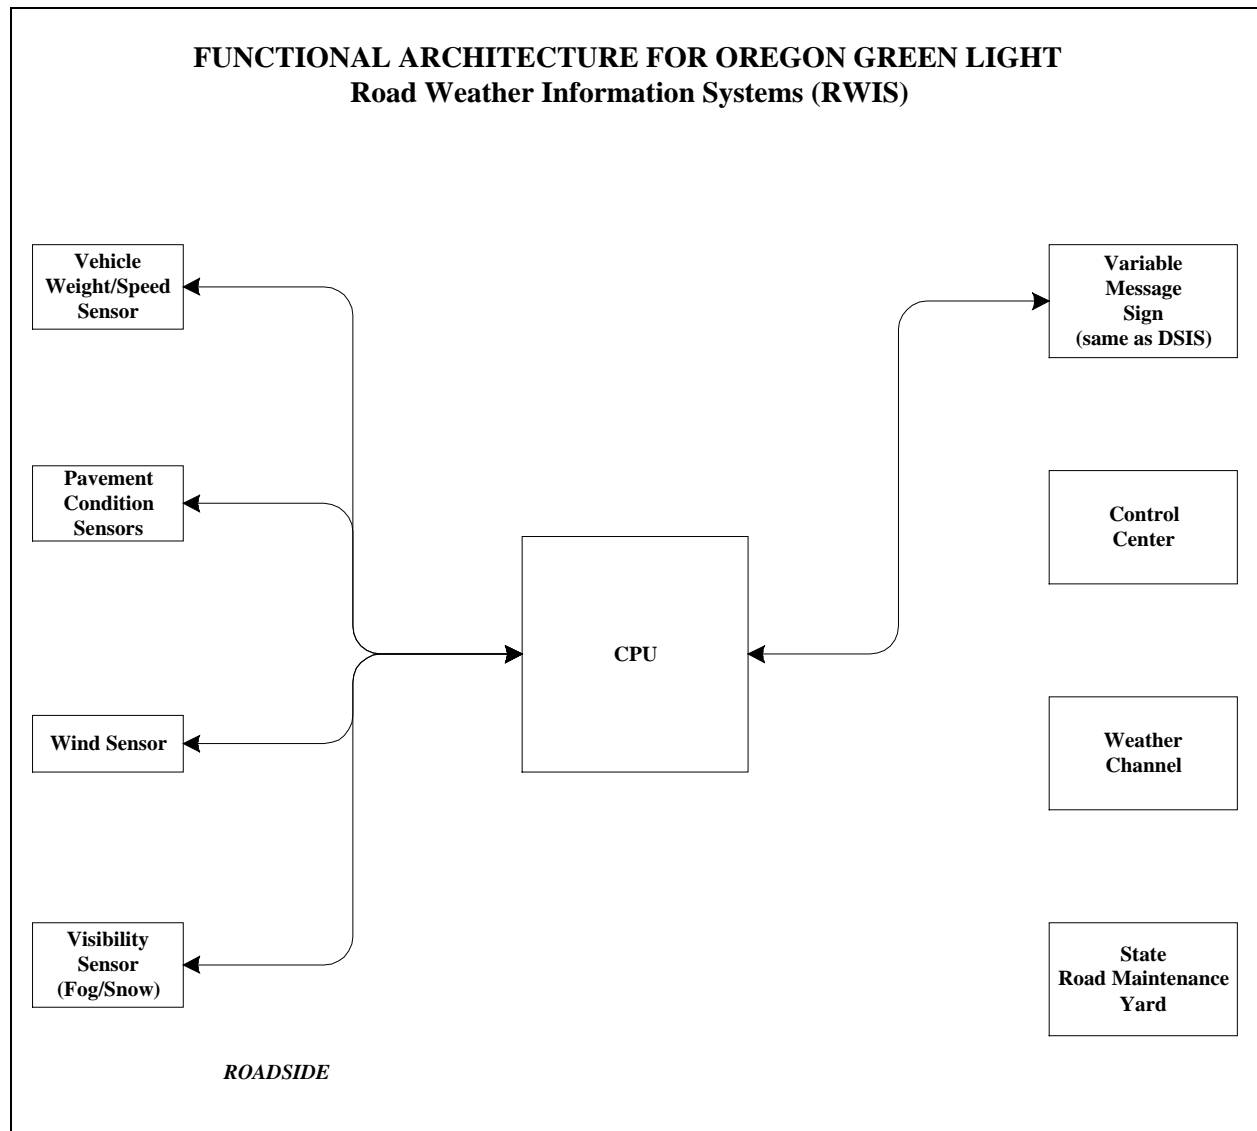 FUNCTIONAL ARCHITECTURE FOR OREGON GREEN LIGHT
Road Weather Information Systems (RWIS)
Vehicle
Weight/Speed
Sensor
Variable
Message
Sign
(same as DSIS)
Pavement
Condition
Sensors
Control
Center
CPU
Wind Sensor
Weather
Channel
Visibility
Sensor
(Fog/Snow)
State
Road Maintenance
Yard
ROADSIDE